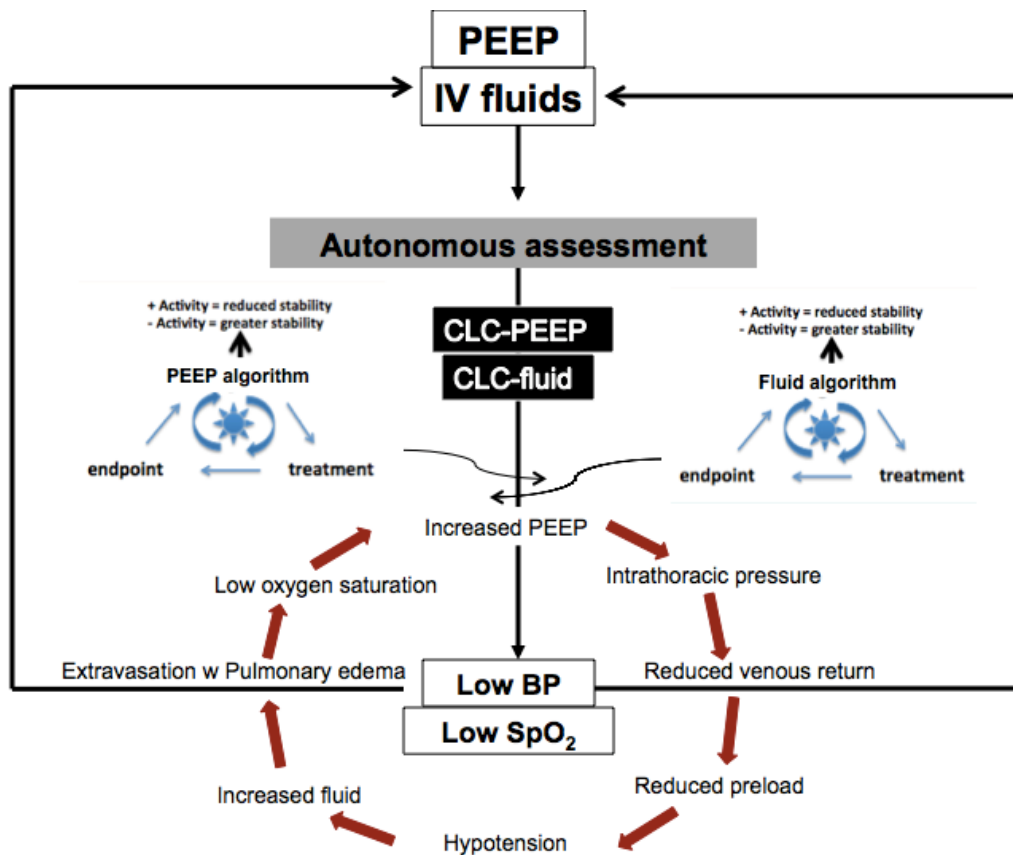 PEEP
IV fluids
Autonomous assessment
+ Activity = reduced stability
- Activity = greater stability
PEEP algorithm
endpoint
treatment
CLC-PEEP
CLC-fluid
+ Activity = reduced stability
- Activity = greater stability
Fluid algorithm
endpoint
treatment
Increased PEEP
Intrathoracic pressure
Reduced venous return
Reduced preload
Hypotension
Increased fluid
Extravasation w Pulmonary edema
Low oxygen saturation
Low BP
Low SpO₂